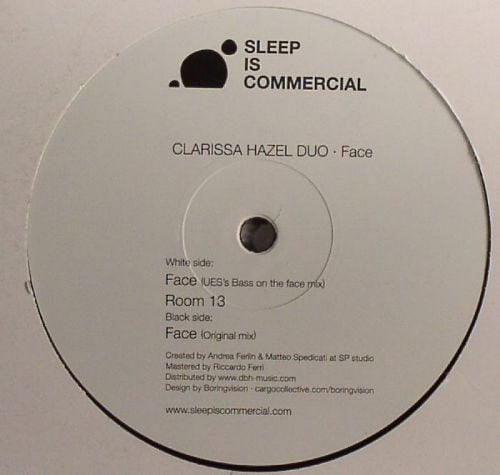 SLEEP
IS
COMMERCIAL
CLARISSA HAZEL DUO · Face
White side:
Face (UES's Bass on the face mix)
Room 13
Black side:
Face (Original mix)
Created by Andrea Ferlin & Matteo Spedicati at SP studio
Mastered by Riccardo Ferri
Distributed by www.dbh-music.com
Design by Boringvision · cargocollective.com/boringvision
www.sleepiscommercial.com